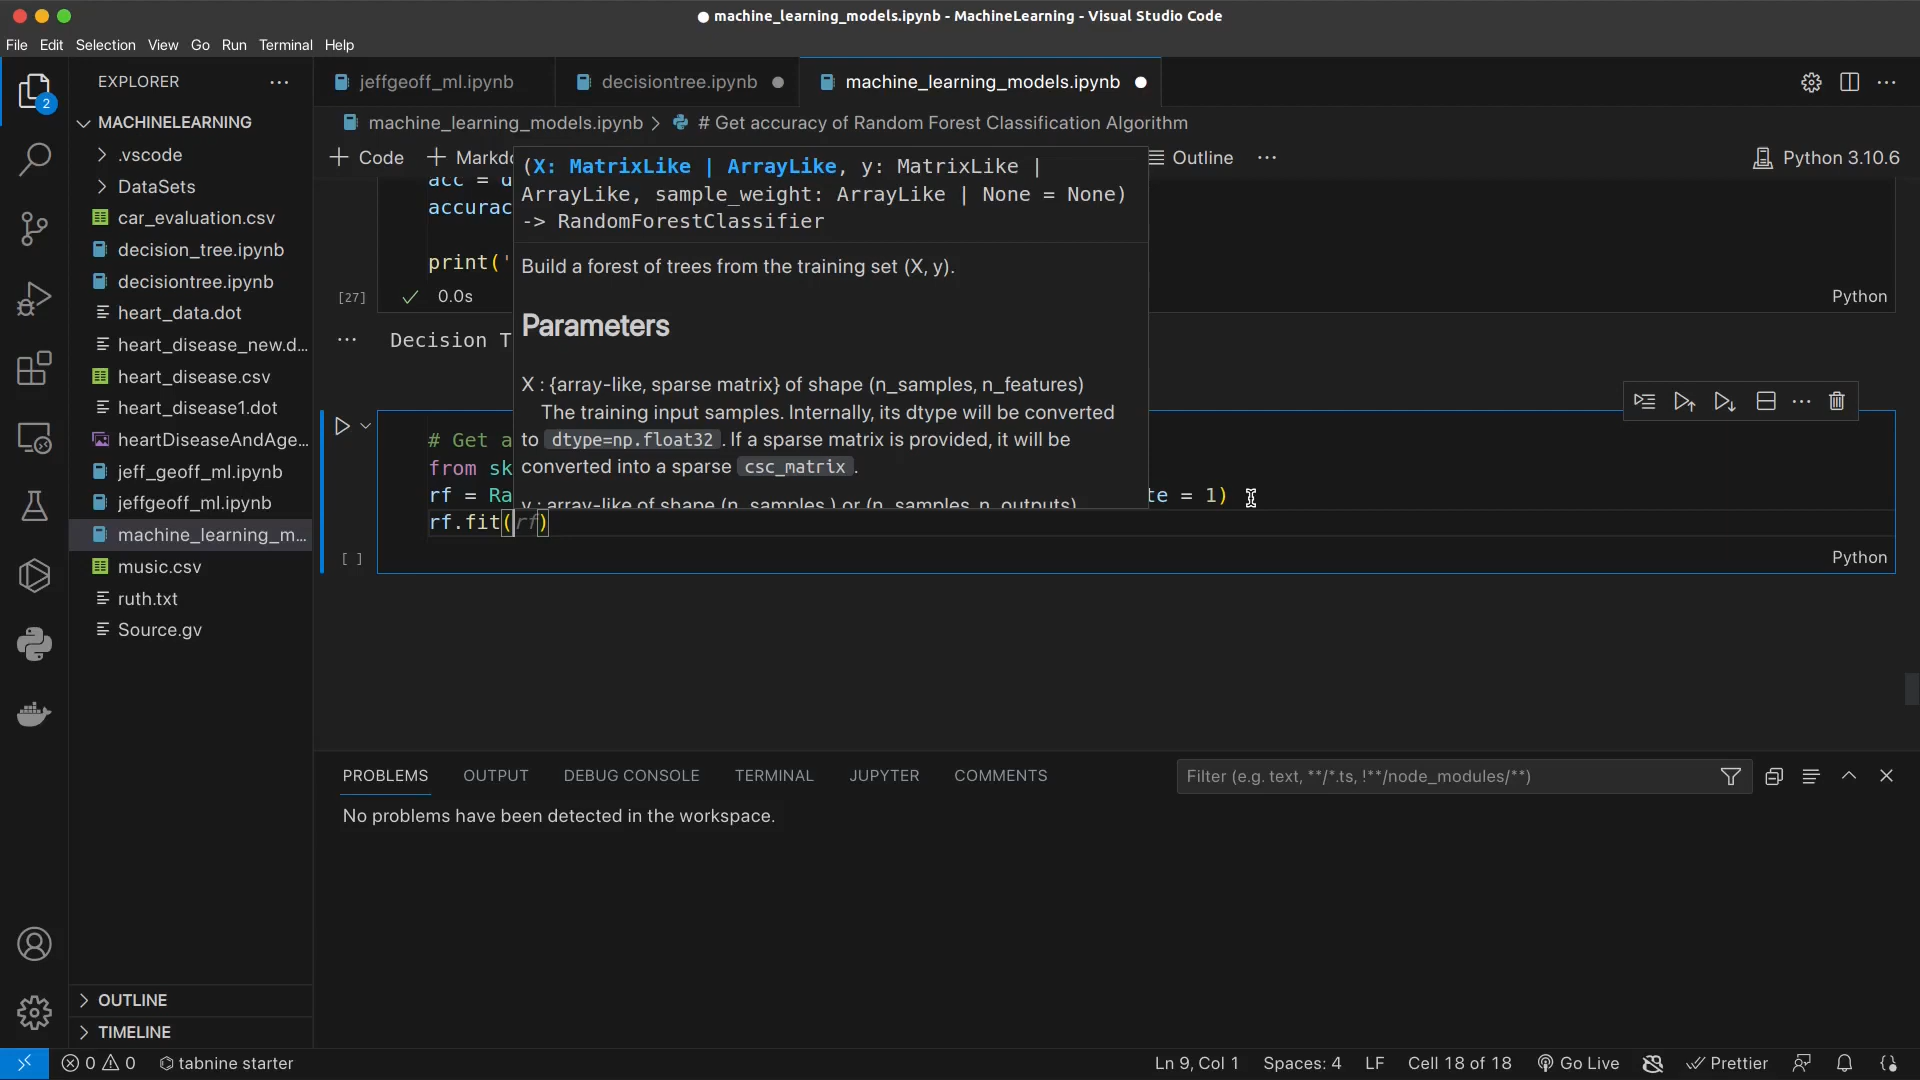 machine_learning_models.ipynb - MachineLearning - Visual Studio Code
File Edit Selection View Go Run Terminal Help
EXPLORER
2
MACHINELEARNING
.vscode
DataSets
car_evaluation.csv
decision_tree.ipynb
decisiontree.ipynb
heart_data.dot
heart_disease_new.d...
heart_disease.csv
heart_disease1.dot
heartDiseaseAndAge...
jeff_geoff_ml.ipynb
jeffgeoff_ml.ipynb
machine_learning_m...
music.csv
ruth.txt
Source.gv
OUTLINE
TIMELINE
jeffgeoff_ml.ipynb decisiontree.ipynb machine_learning_models.ipynb
machine_learning_models.ipynb > # Get accuracy of Random Forest Classification Algorithm
+ Code + Markdo Outline ... Python 3.10.6
acc = d
accurac
print('
[27] 0.0s Python
Decision T
(X: MatrixLike | ArrayLike, y: MatrixLike |
ArrayLike, sample_weight: ArrayLike | None = None)
-> RandomForestClassifier
Build a forest of trees from the training set (X, y).
Parameters
X : {array-like, sparse matrix} of shape (n_samples, n_features)
The training input samples. Internally, its dtype will be converted
to dtype=np.float32. If a sparse matrix is provided, it will be
converted into a sparse csc_matrix.
y : array-like of shape (n_samples,) or (n_samples, n_outputs)
# Get a
from sk
rf = Ra te = 1)
rf.fit(rf)
[ ] Python
PROBLEMS OUTPUT DEBUG CONSOLE TERMINAL JUPYTER COMMENTS
Filter (e.g. text, **/*.ts, !**/node_modules/**)
No problems have been detected in the workspace.
0 0 tabnine starter Ln 9, Col 1 Spaces: 4 LF Cell 18 of 18 Go Live Prettier